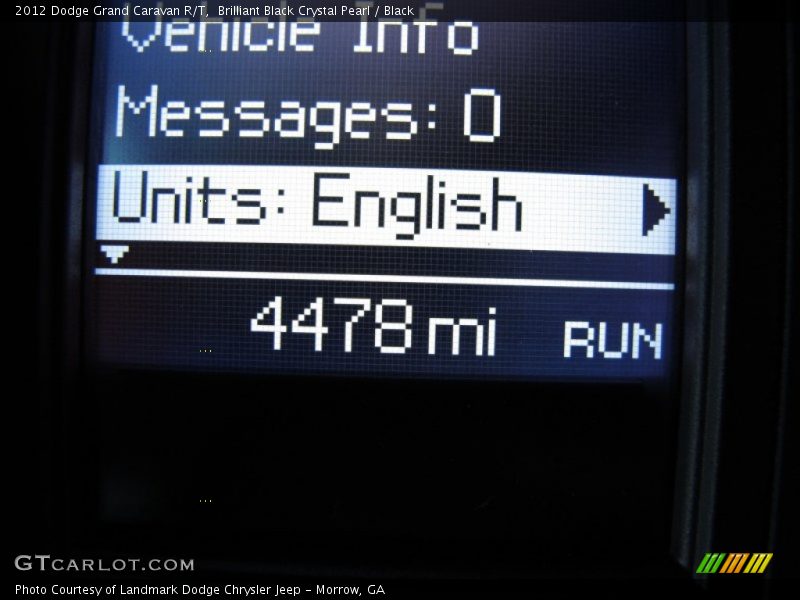 2012 Dodge Grand Caravan R/T,  Brilliant Black Crystal Pearl / Black
Vehicle Info
Messages: 0
Units: English
4478 mi RUN
GTCARLOT.COM
Photo Courtesy of Landmark Dodge Chrysler Jeep - Morrow, GA